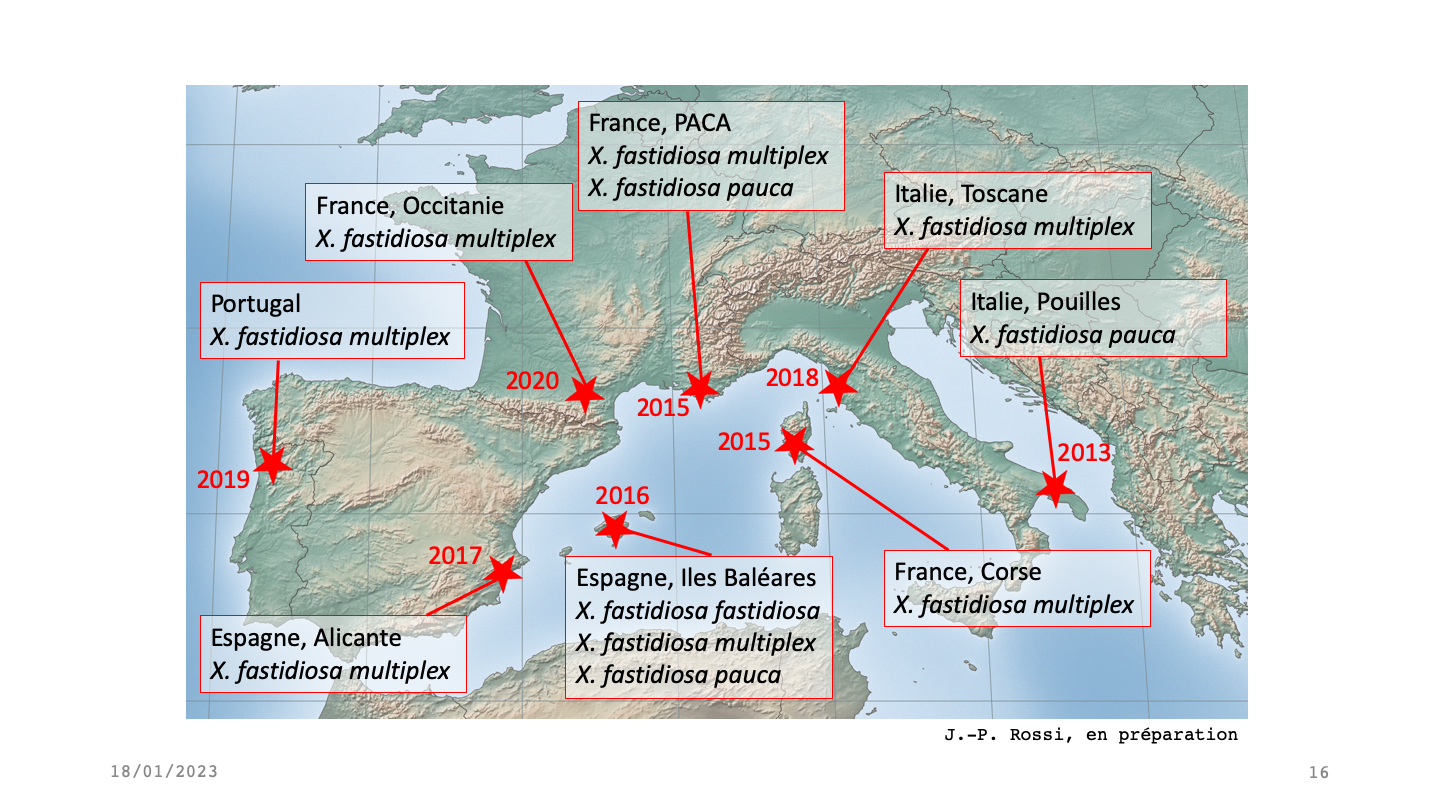 France, PACA
X. fastidiosa multiplex
X. fastidiosa pauca
France, Occitanie
X. fastidiosa multiplex
Italie, Toscane
X. fastidiosa multiplex
Portugal
X. fastidiosa multiplex
Italie, Pouilles
X. fastidiosa pauca
2020
2015
2018
2015
2013
2019
2016
2017
Espagne, Iles Baléares
X. fastidiosa fastidiosa
X. fastidiosa multiplex
X. fastidiosa pauca
France, Corse
X. fastidiosa multiplex
Espagne, Alicante
X. fastidiosa multiplex
J.-P. Rossi, en préparation
18/01/2023
16